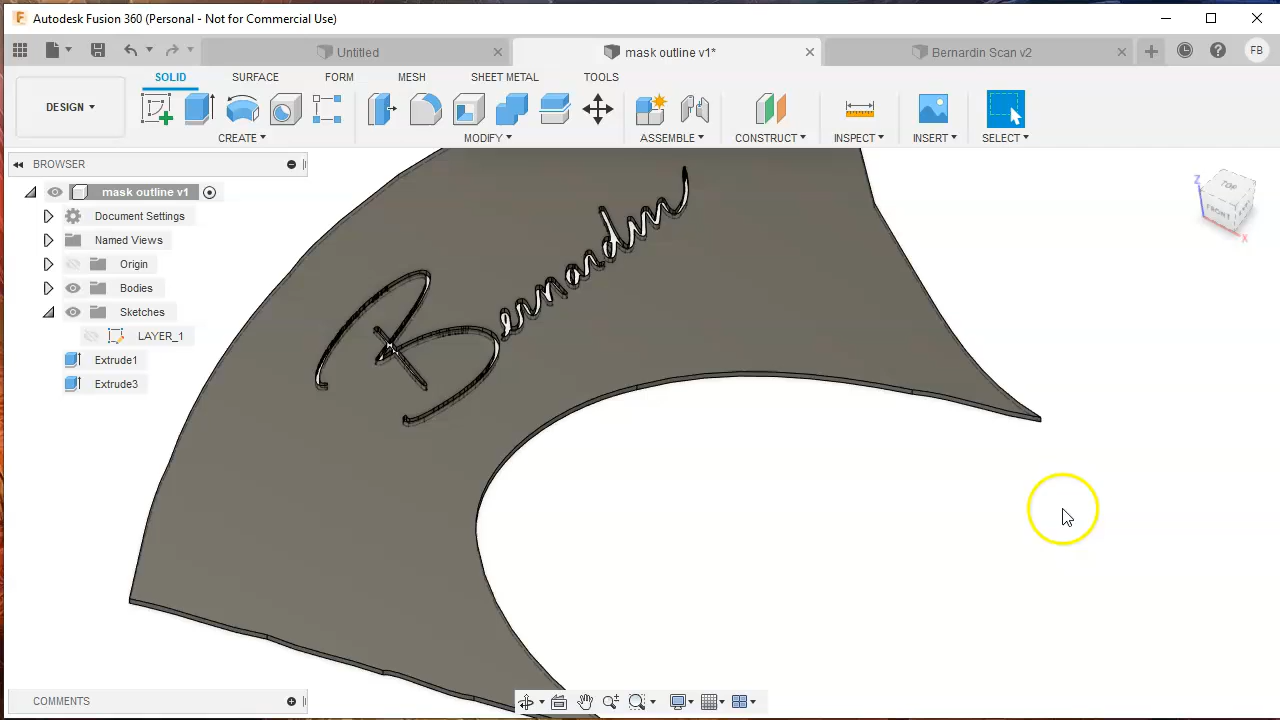 Autodesk Fusion 360 (Personal - Not for Commercial Use)
Untitled
mask outline v1*
Bernardin Scan v2
FB
DESIGN
SOLID
SURFACE
FORM
MESH
SHEET METAL
TOOLS
CREATE
MODIFY
ASSEMBLE
CONSTRUCT
INSPECT
INSERT
SELECT
BROWSER
mask outline v1
Document Settings
Named Views
Origin
Bodies
Sketches
LAYER_1
Extrude1
Extrude3
Bernardin
Z
TOP
FRONT
X
COMMENTS